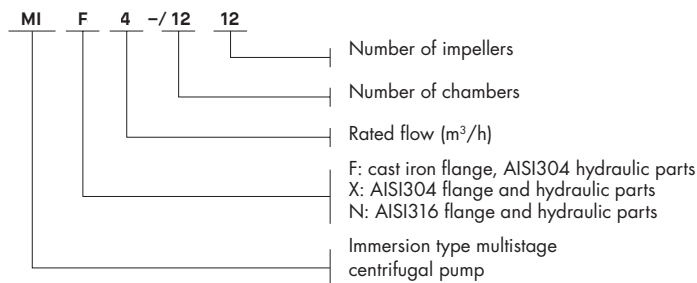 MI F 4 –/ 12 12
Number of impellers
Number of chambers
Rated flow (m³/h)
F: cast iron flange, AISI304 hydraulic parts
X: AISI304 flange and hydraulic parts
N: AISI316 flange and hydraulic parts
Immersion type multistage
centrifugal pump